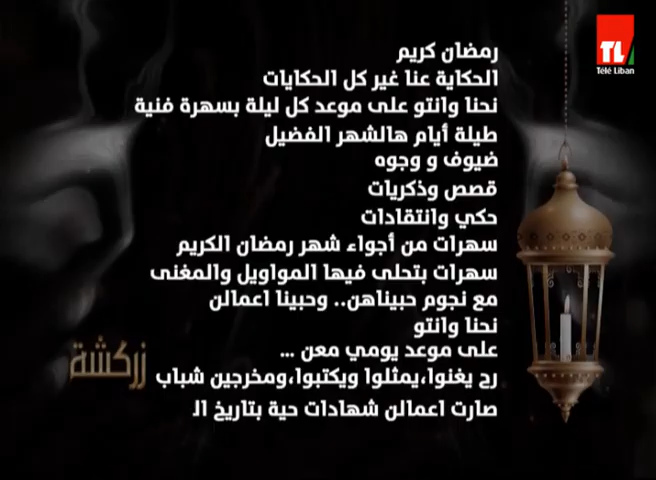 رمضان كريم
الحكاية عنا غير كل الحكايات
نحنا وانتو على موعد كل ليلة بسهرة فنية
طيلة أيام هالشهر الفضيل
ضيوف و وجوه
قصص وذكريات
حكي وانتقادات
سهرات من أجواء شهر رمضان الكريم
سهرات بتحلى فيها المواويل والمغنى
مع نجوم حبيناهن.. وحبينا اعمالن
نحنا وانتو
على موعد يومي معن ...
رح يغنوا،يمثلوا ويكتبوا،ومخرجين شباب
صارت اعمالن شهادات حية بتاريخ ال
زركشة
TL
Télé Liban